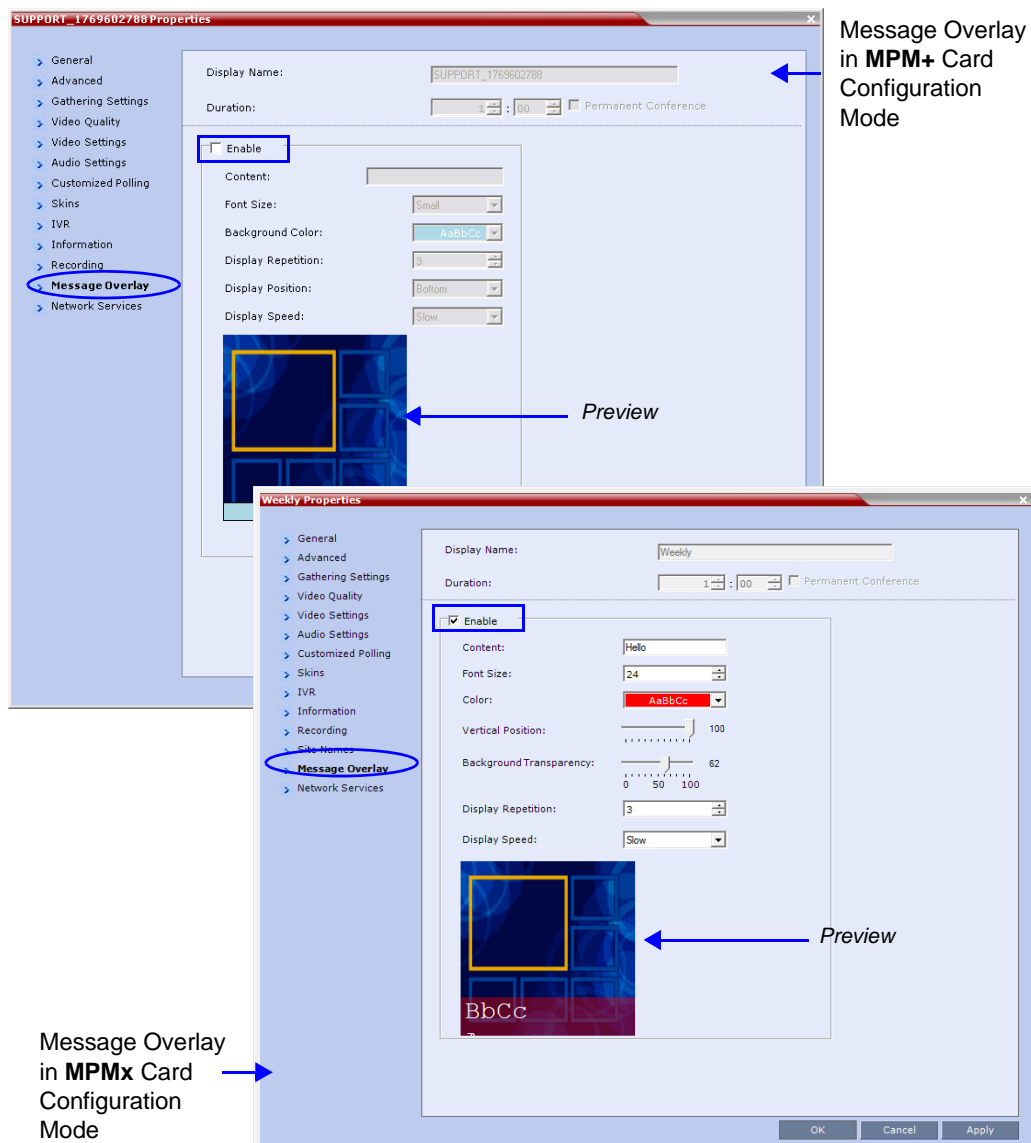 SUPPORT_1769602788 Properties
Message Overlay
in MPM+ Card
Configuration
Mode
General
Advanced
Gathering Settings
Video Quality
Video Settings
Audio Settings
Customized Polling
Skins
IVR
Information
Recording
Message Overlay
Network Services
Display Name: SUPPORT_1769602788
Duration: 1 : 00 Permanent Conference
Enable
Content:
Font Size: Small
Background Color: AaBbCc
Display Repetition: 3
Display Position: Bottom
Display Speed: Slow
Preview
Weekly Properties
General
Advanced
Gathering Settings
Video Quality
Video Settings
Audio Settings
Customized Polling
Skins
IVR
Information
Recording
Site Names
Message Overlay
Network Services
Display Name: Weekly
Duration: 1 : 00 Permanent Conference
Enable
Content: Hello
Font Size: 24
Color: AaBbCc
Vertical Position: 100
Background Transparency: 62
0 50 100
Display Repetition: 3
Display Speed: Slow
BbCc
Preview
Message Overlay
in MPMx Card
Configuration
Mode
OK Cancel Apply